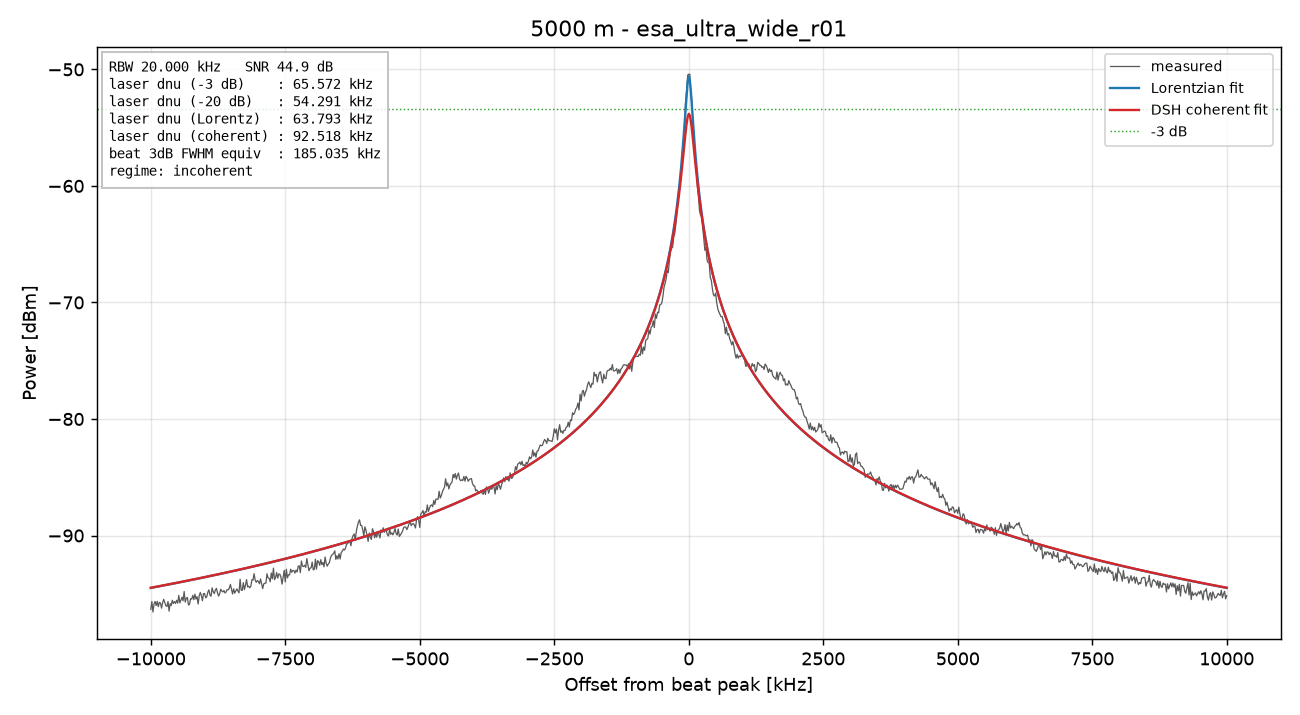 5000 m - esa_ultra_wide_r01
RBW 20.000 kHz   SNR 44.9 dB
laser dnu (-3 dB)    : 65.572 kHz
laser dnu (-20 dB)   : 54.291 kHz
laser dnu (Lorentz)  : 63.793 kHz
laser dnu (coherent) : 92.518 kHz
beat 3dB FWHM equiv  : 185.035 kHz
regime: incoherent
measured
Lorentzian fit
DSH coherent fit
-3 dB
Power [dBm]
−50
−60
−70
−80
−90
−10000
−7500
−5000
−2500
0
2500
5000
7500
10000
Offset from beat peak [kHz]